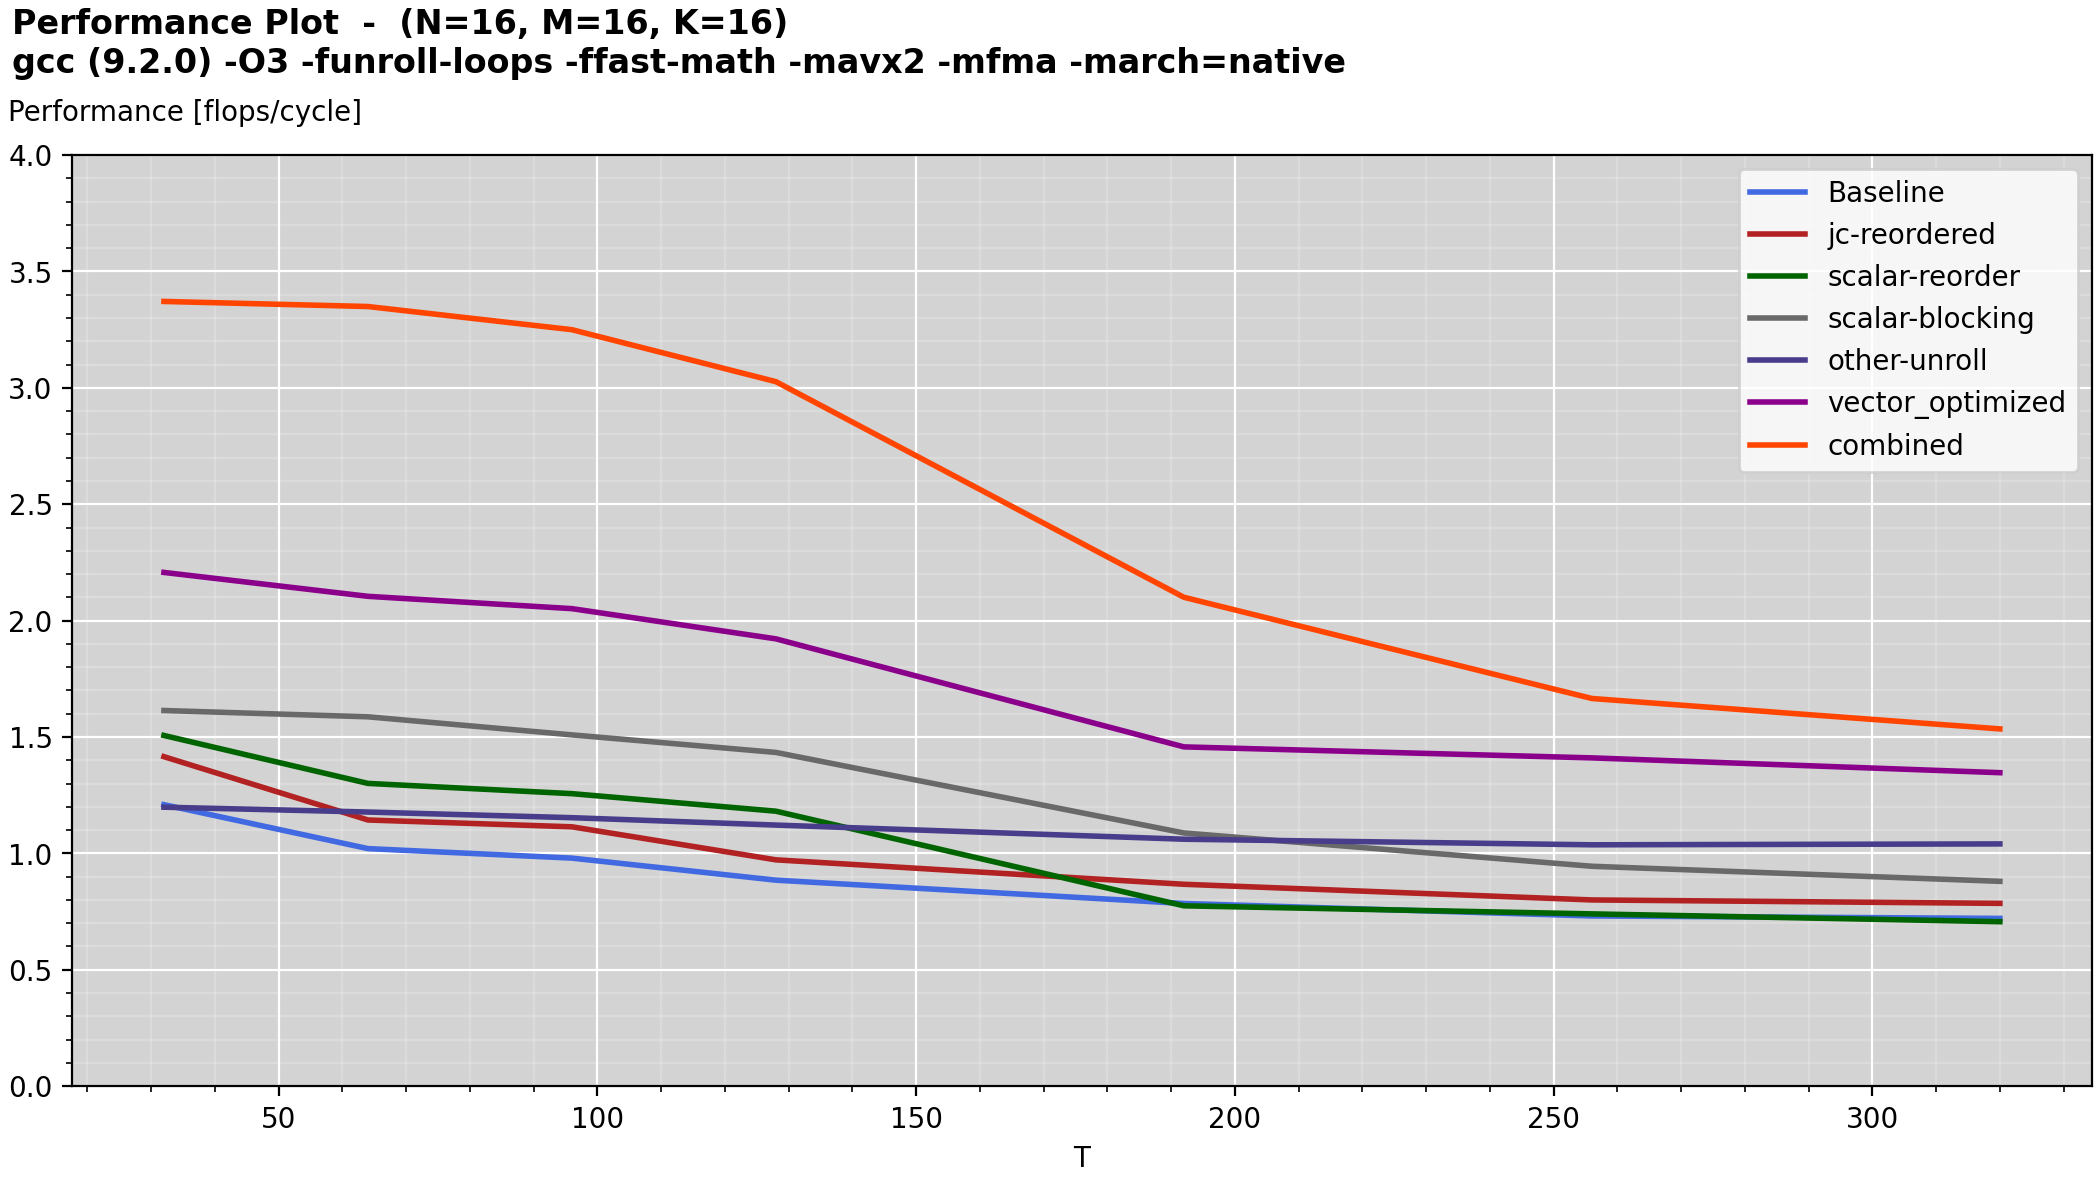 Performance Plot  -  (N=16, M=16, K=16)
gcc (9.2.0) -O3 -funroll-loops -ffast-math -mavx2 -mfma -march=native
Performance [flops/cycle]
4.0
3.5
3.0
2.5
2.0
1.5
1.0
0.5
0.0
Baseline
jc-reordered
scalar-reorder
scalar-blocking
other-unroll
vector_optimized
combined
50 100 150 200 250 300
T